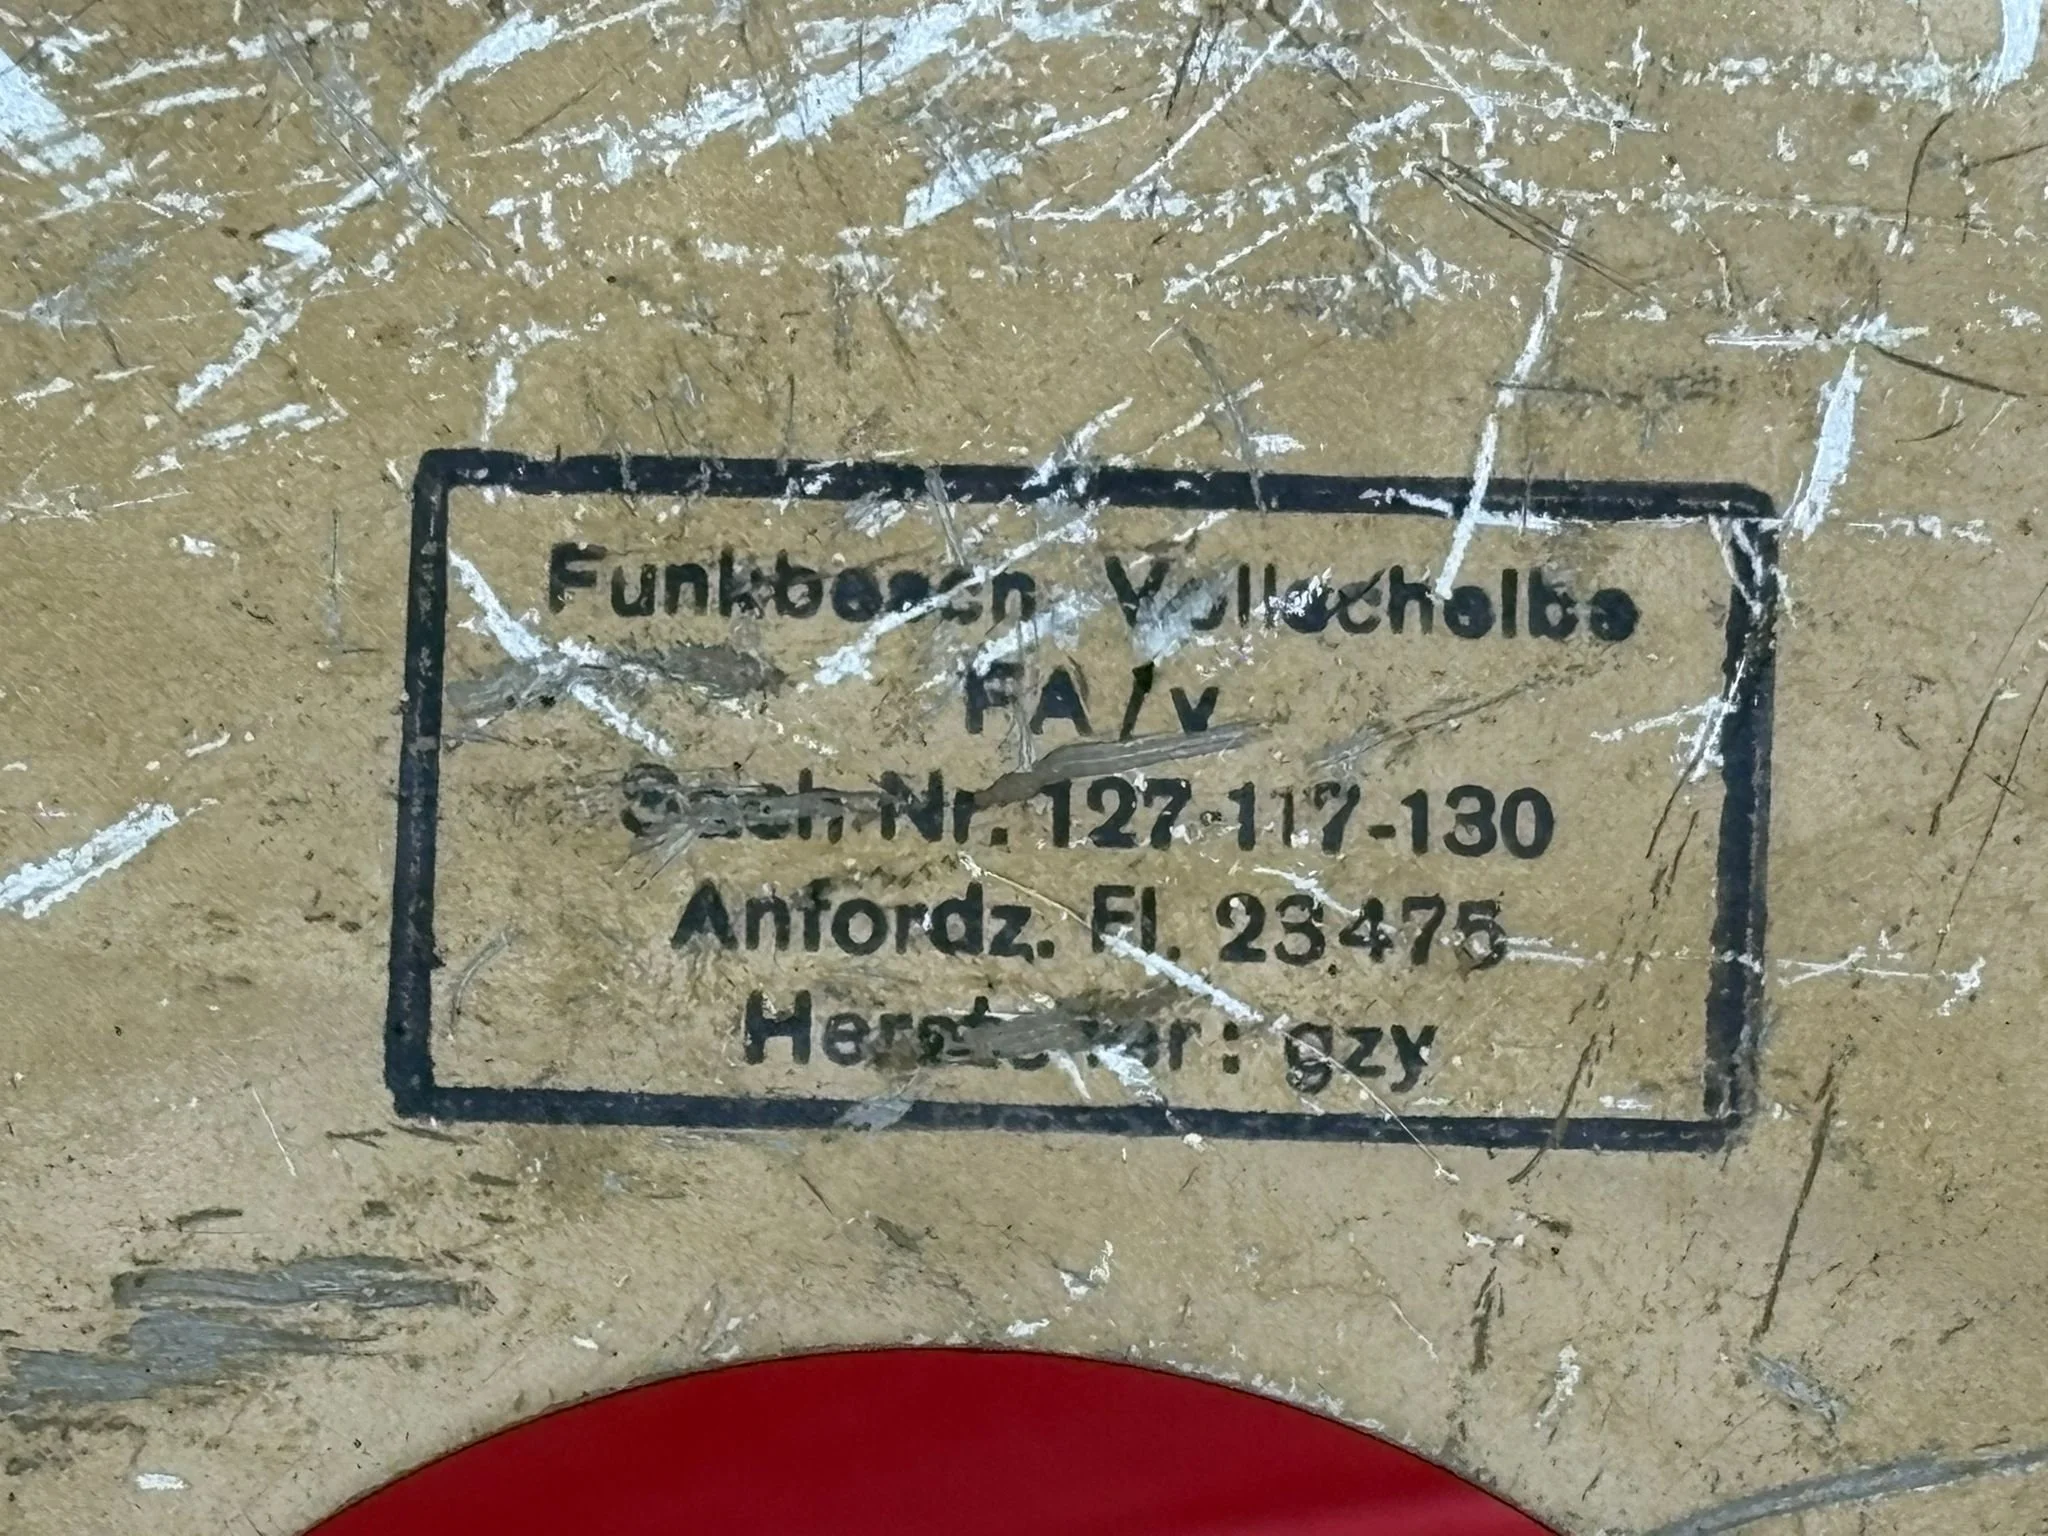 Funkbesch. Vollscheibe
FA/v
Sach-Nr. 127-117-130
Anfordz. Fl. 23475
Hersteller: gzy